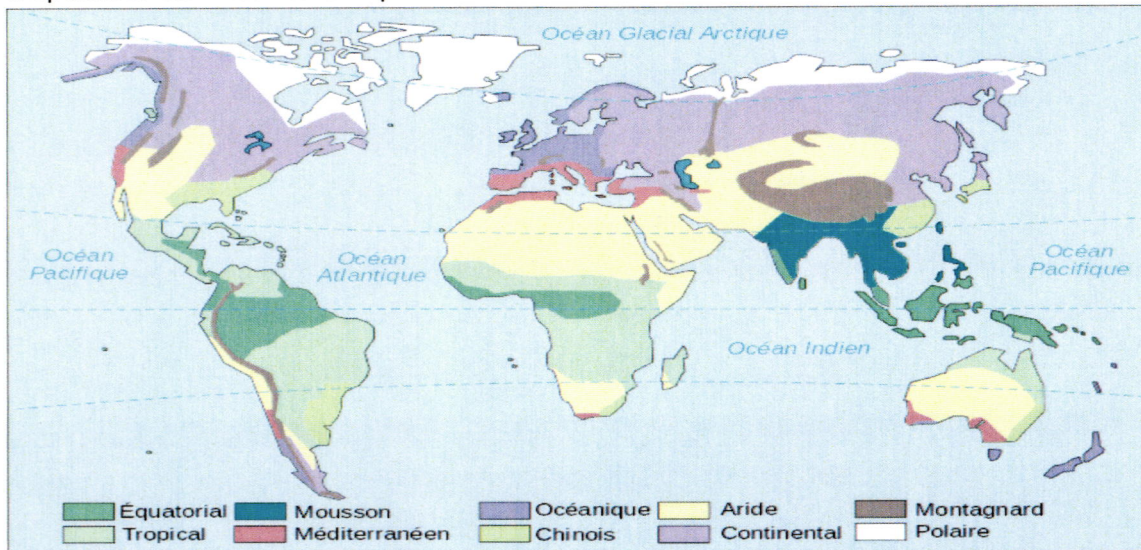 Océan Glacial Arctique
Océan
Pacifique
Océan
Atlantique
Océan
Pacifique
Océan Indien
Équatorial
Mousson
Océanique
Aride
Montagnard
Tropical
Méditerranéen
Chinois
Continental
Polaire